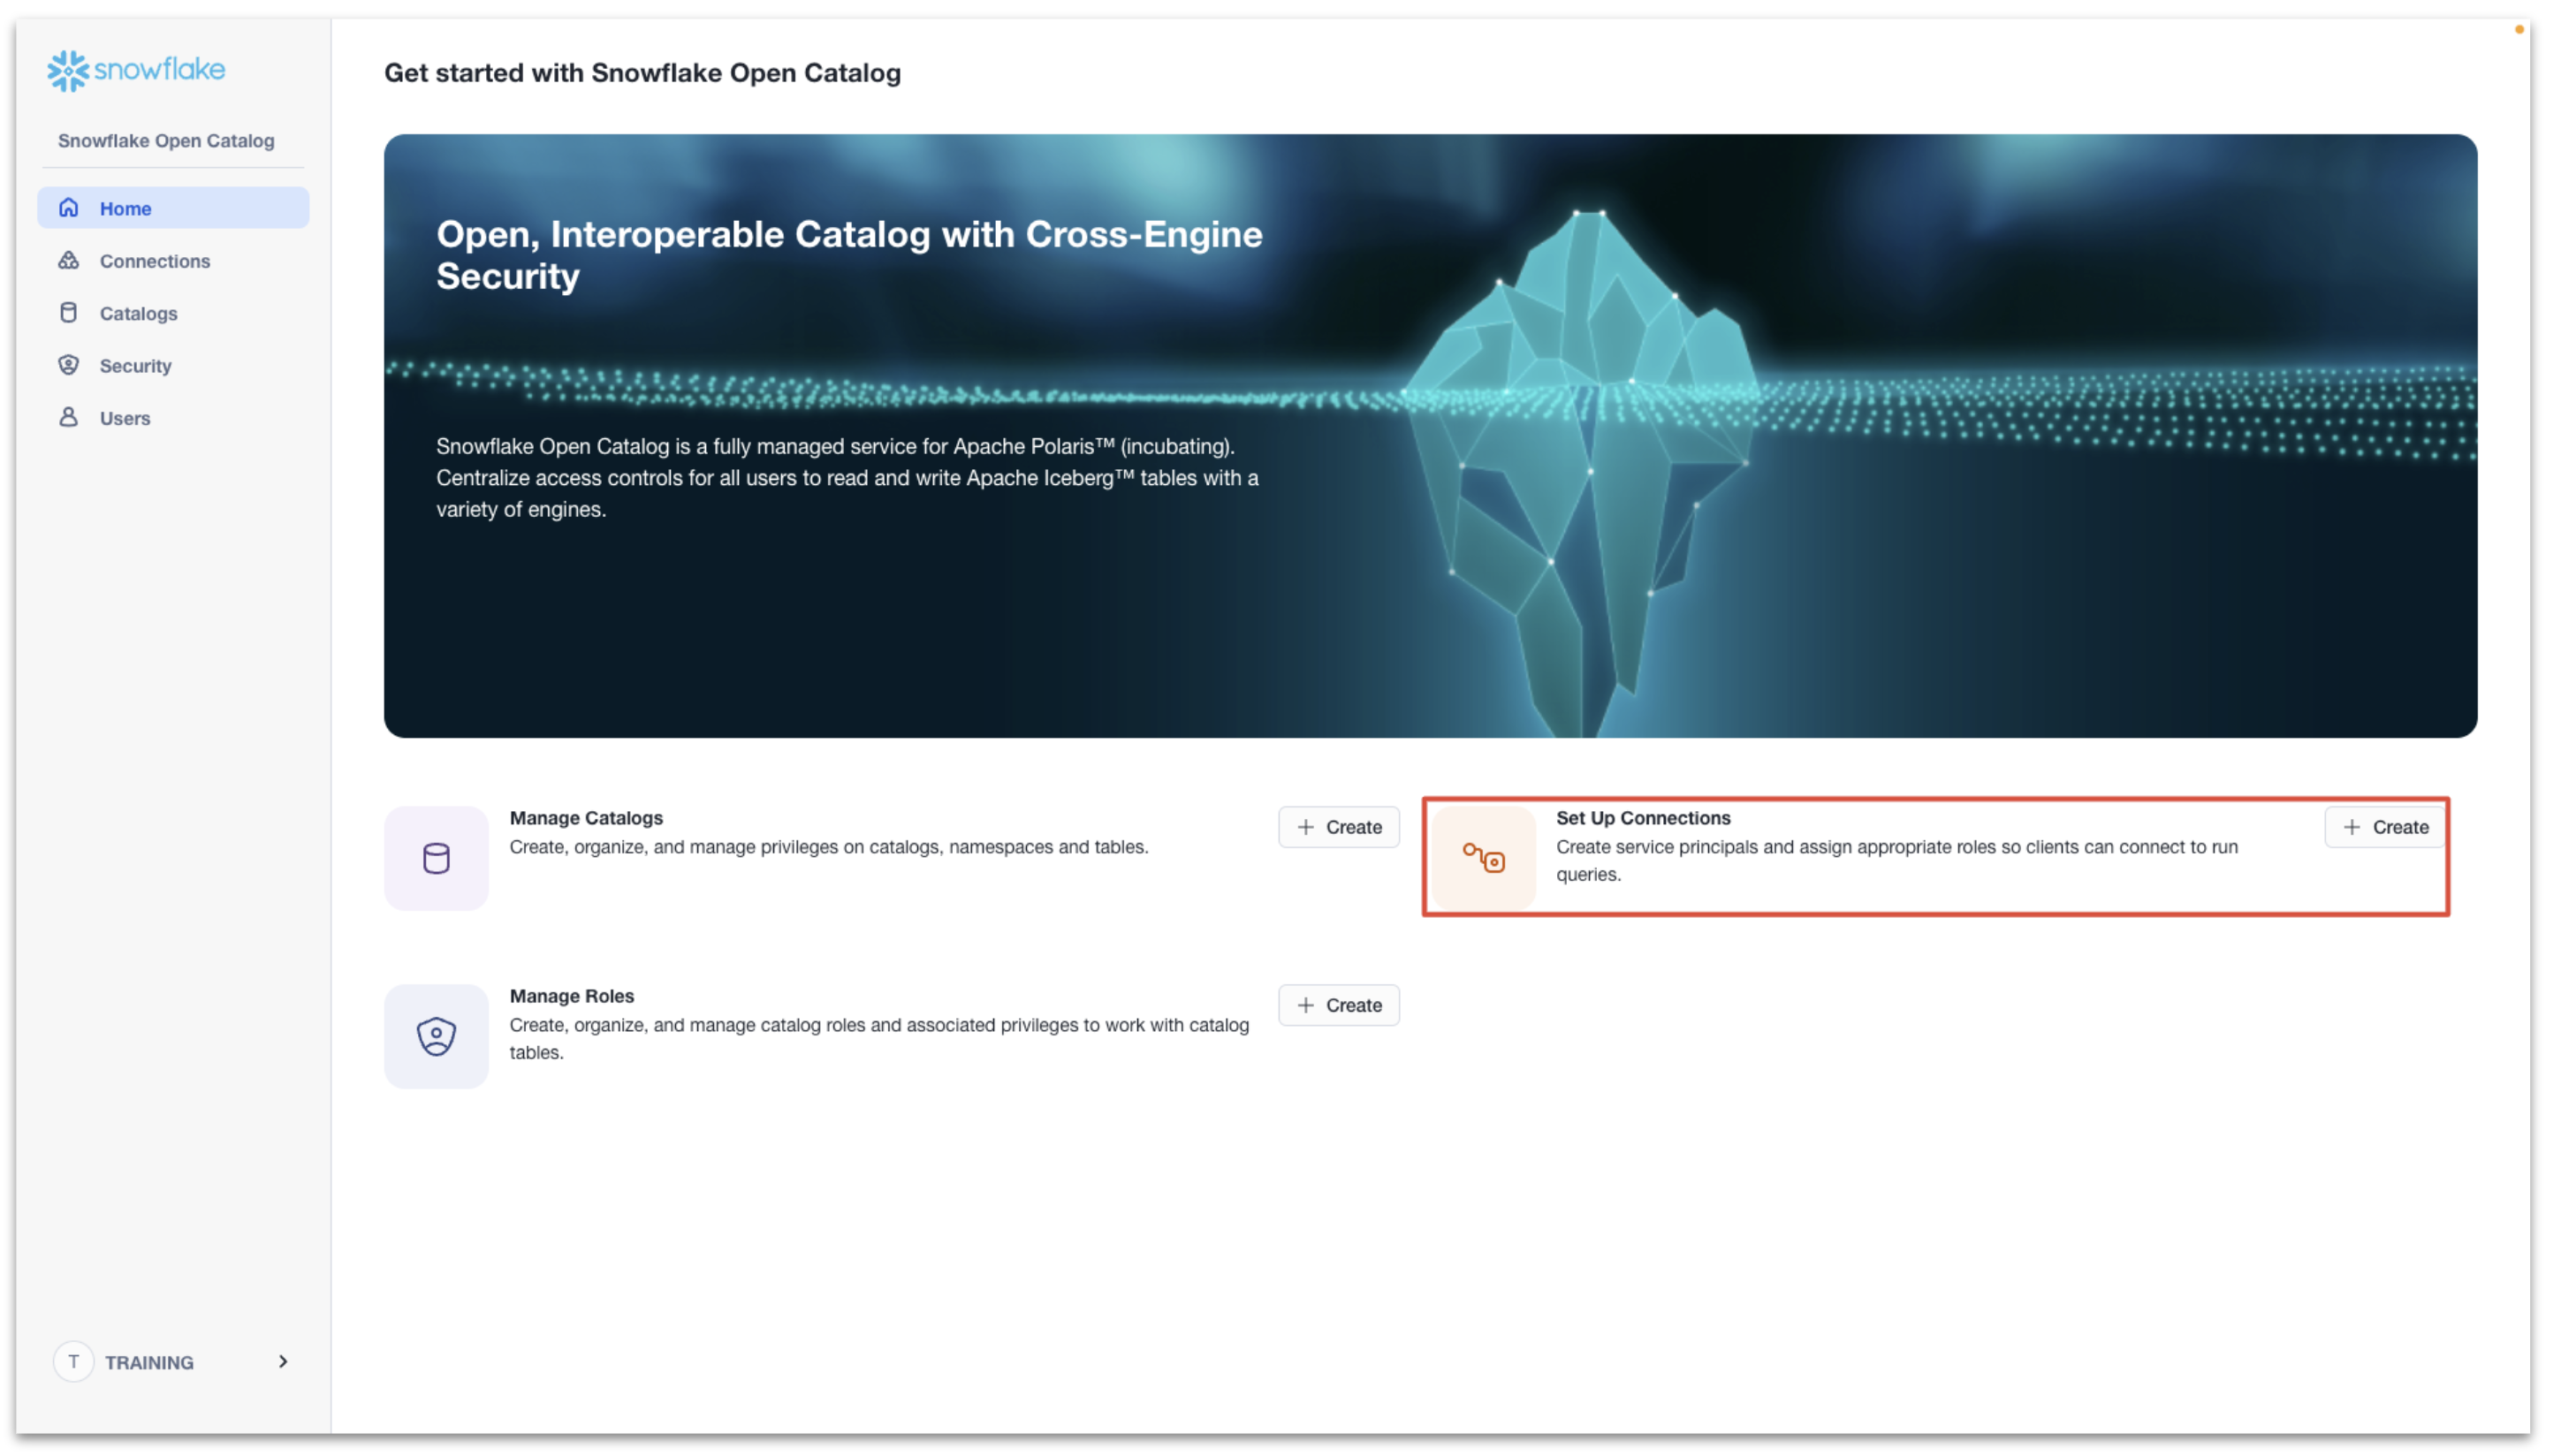 snowflake
Snowflake Open Catalog
Home
Connections
Catalogs
Security
Users
T TRAINING
Get started with Snowflake Open Catalog
Open, Interoperable Catalog with Cross-Engine
Security
Snowflake Open Catalog is a fully managed service for Apache Polaris™ (incubating).
Centralize access controls for all users to read and write Apache Iceberg™ tables with a
variety of engines.
Manage Catalogs
Create, organize, and manage privileges on catalogs, namespaces and tables.
+ Create
Set Up Connections
Create service principals and assign appropriate roles so clients can connect to run
queries.
+ Create
Manage Roles
Create, organize, and manage catalog roles and associated privileges to work with catalog
tables.
+ Create